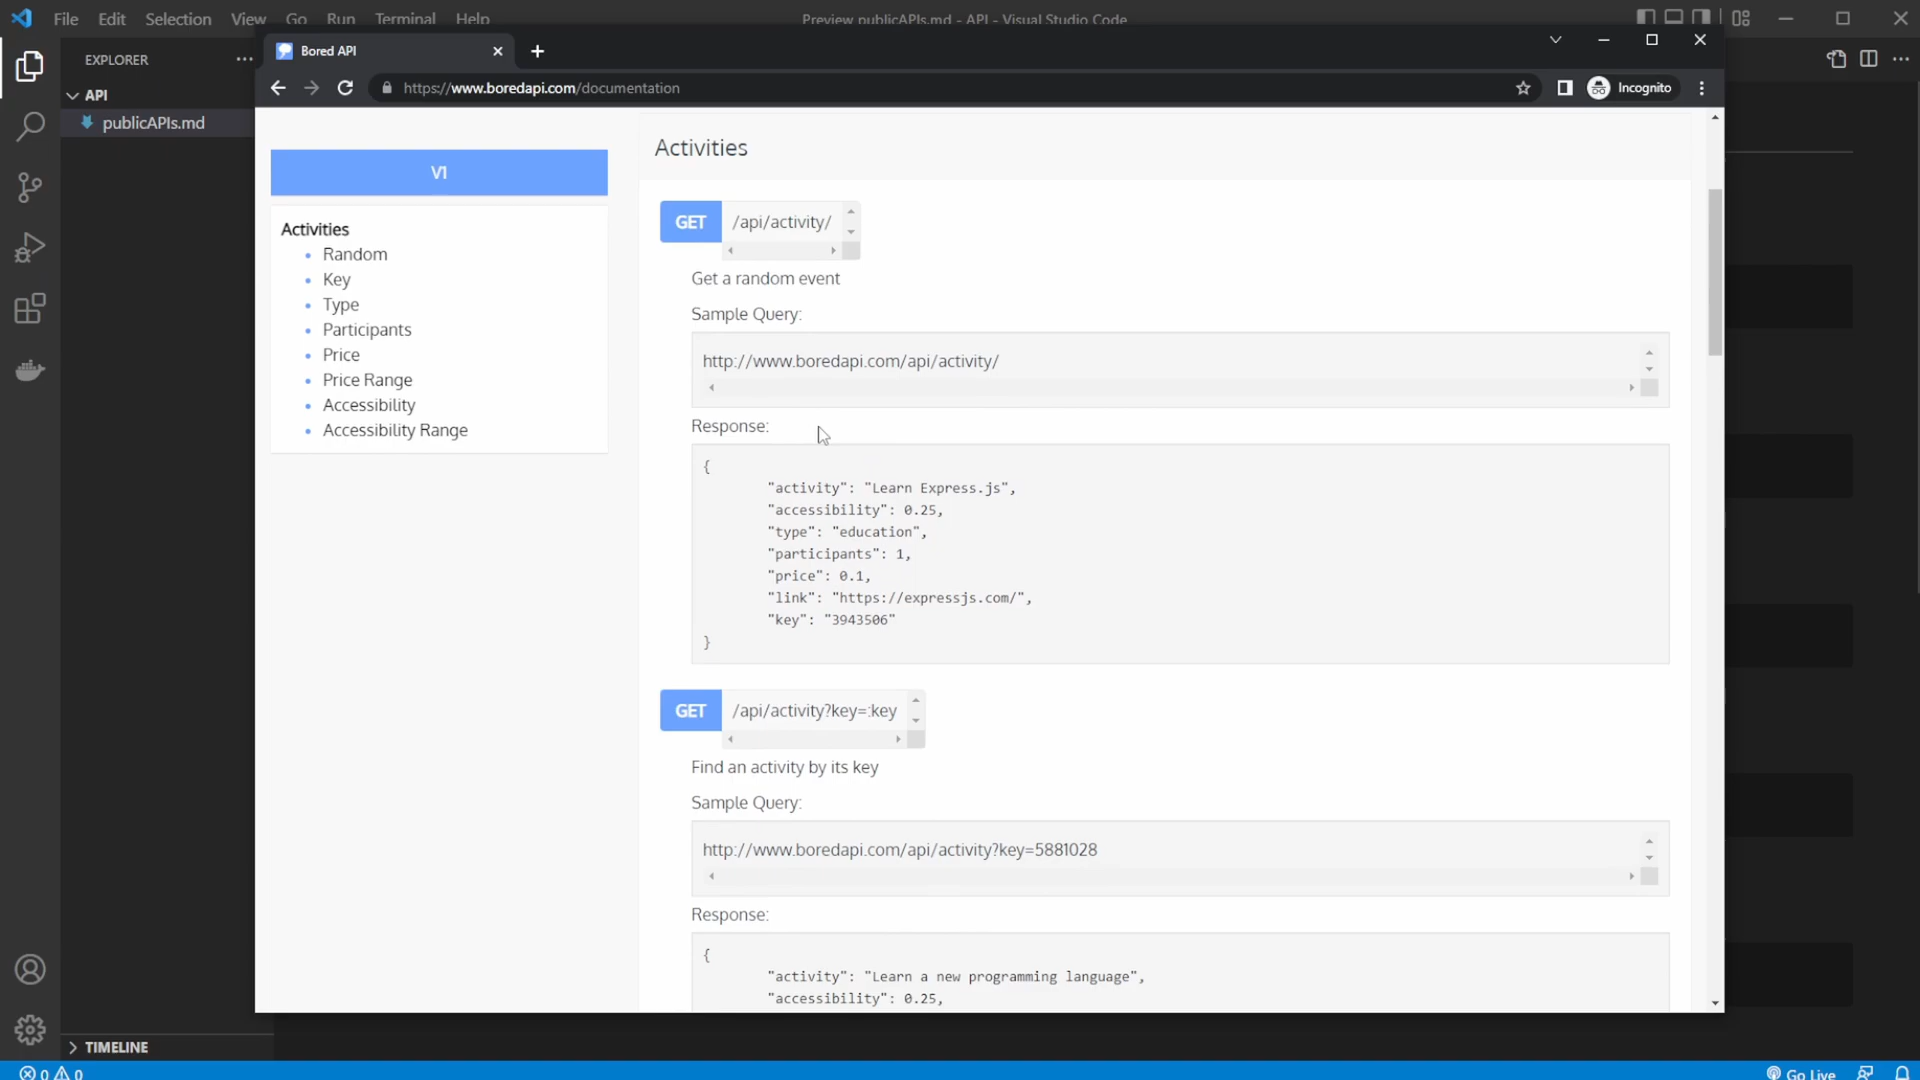 File Edit Selection View Go Run Terminal Help
Preview publicAPIs.md - API - Visual Studio Code
EXPLORER
API
publicAPIs.md
TIMELINE
Bored API
https://www.boredapi.com/documentation
Incognito
V1
Activities
Random
Key
Type
Participants
Price
Price Range
Accessibility
Accessibility Range
Activities
GET /api/activity/
Get a random event
Sample Query:
http://www.boredapi.com/api/activity/
Response:
{
"activity": "Learn Express.js",
"accessibility": 0.25,
"type": "education",
"participants": 1,
"price": 0.1,
"link": "https://expressjs.com/",
"key": "3943506"
}
GET /api/activity?key=:key
Find an activity by its key
Sample Query:
http://www.boredapi.com/api/activity?key=5881028
Response:
{
"activity": "Learn a new programming language",
"accessibility": 0.25,
0 0
Go Live